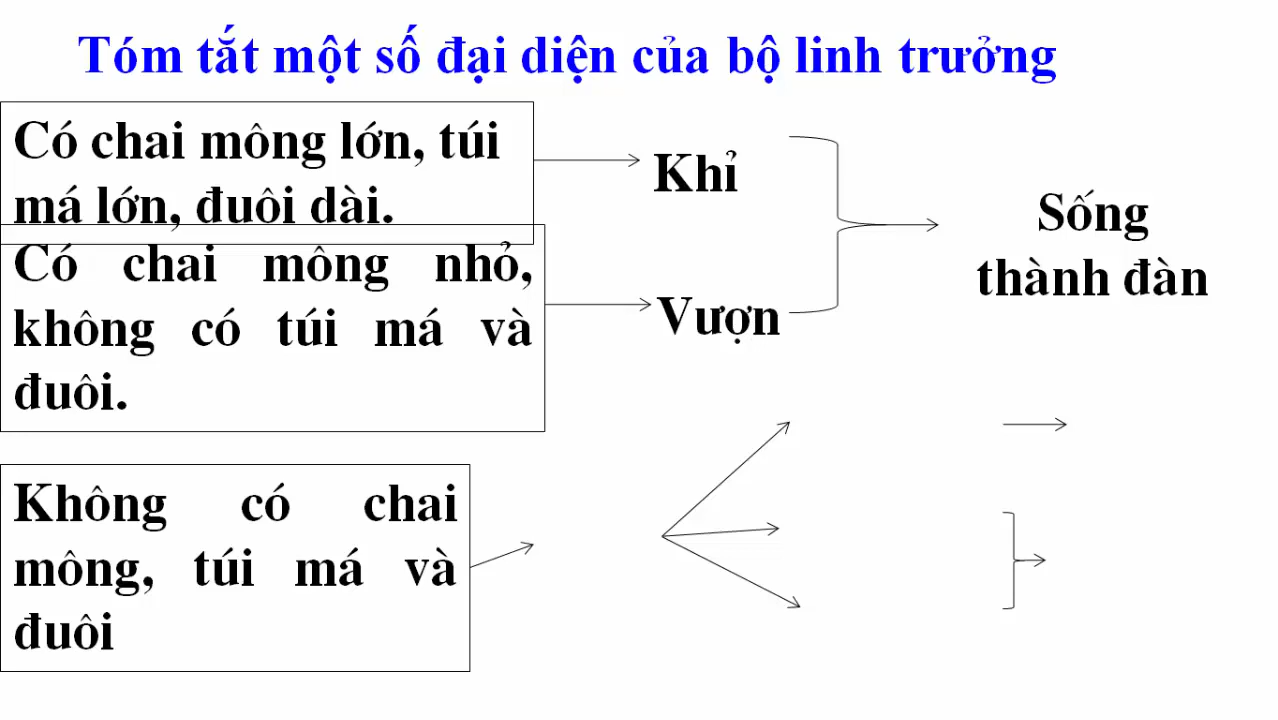 Tóm tắt một số đại diện của bộ linh trưởng
Có chai mông lớn, túi
má lớn, đuôi dài.
Khỉ
Có chai mông nhỏ,
không có túi má và
đuôi.
Vượn
Sống
thành đàn
Không có chai
mông, túi má và
đuôi